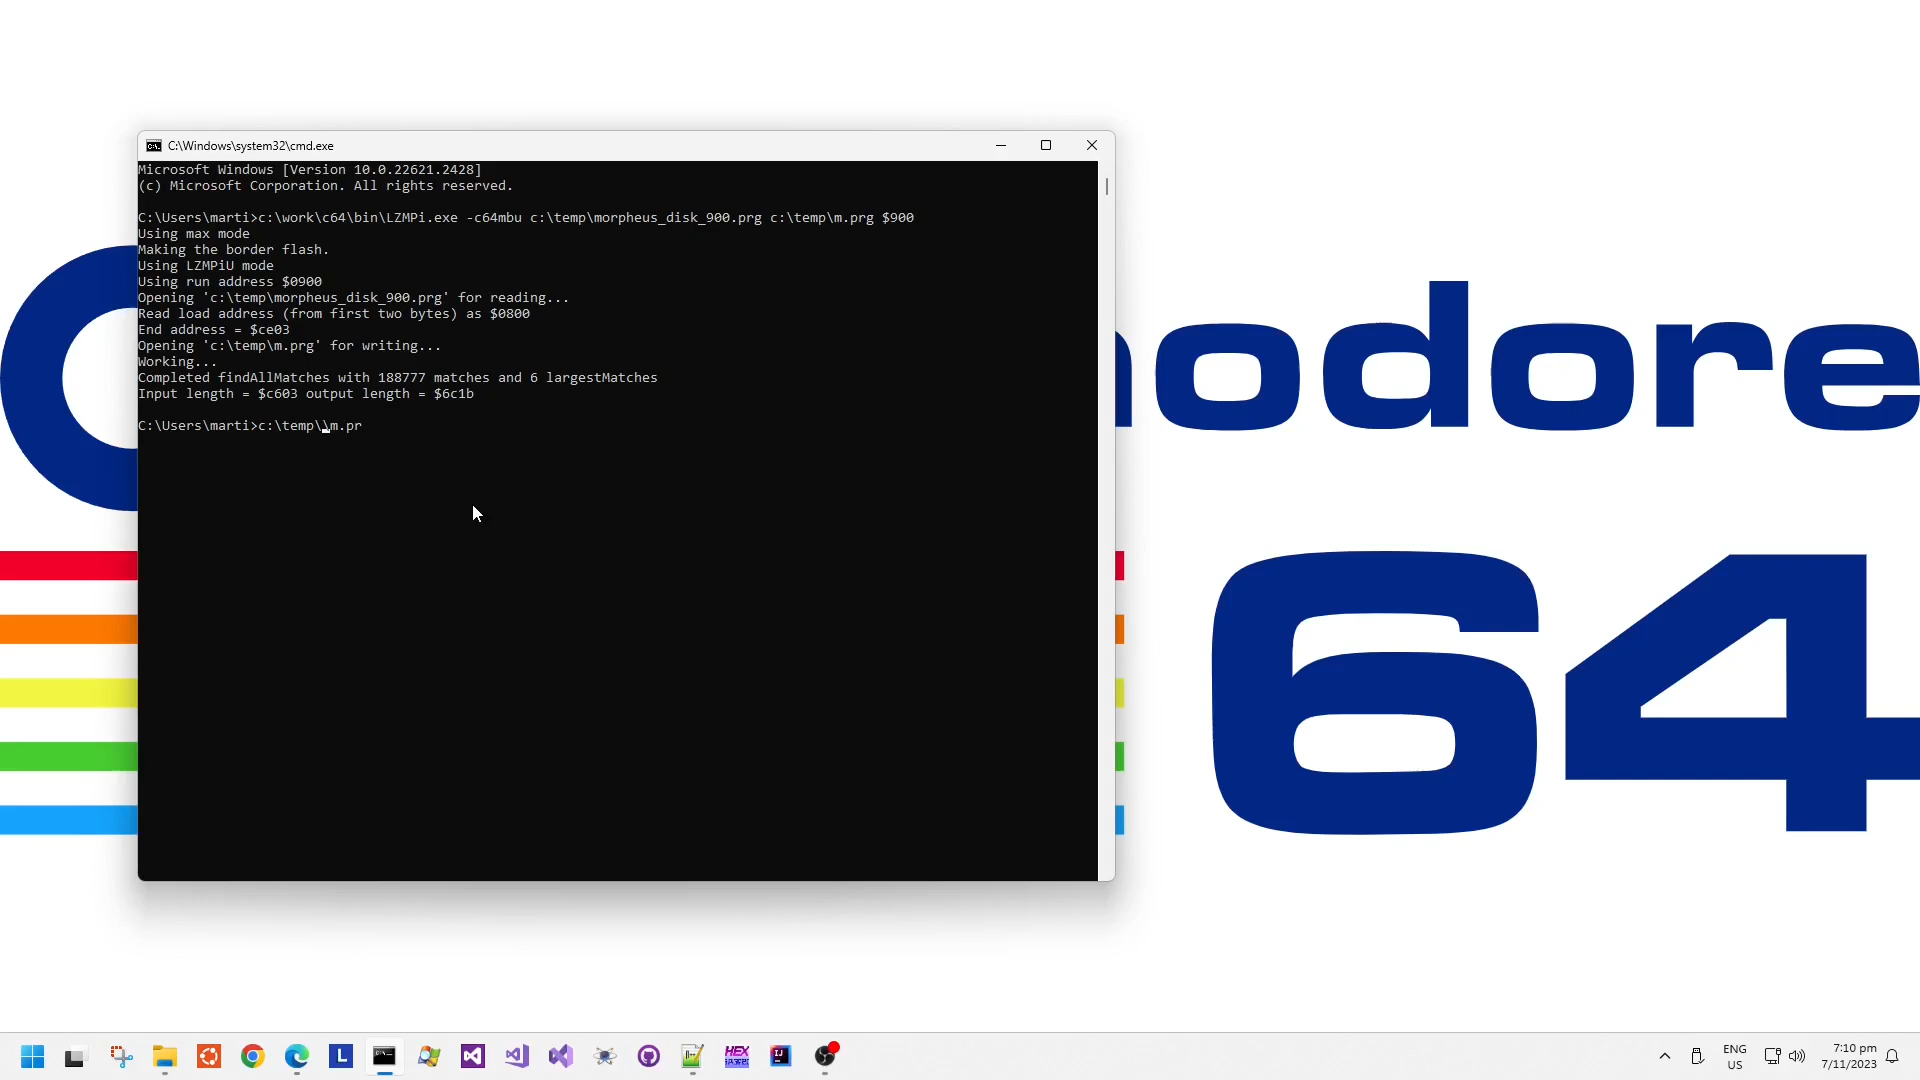 C:\Windows\system32\cmd.exe
Microsoft Windows [Version 10.0.22621.2428]
(c) Microsoft Corporation. All rights reserved.
C:\Users\marti>c:\work\c64\bin\LZMPi.exe -c64mbu c:\temp\morpheus_disk_900.prg c:\temp\m.prg $900
Using max mode
Making the border flash.
Using LZMPiU mode
Using run address $0900
Opening 'c:\temp\morpheus_disk_900.prg' for reading...
Read load address (from first two bytes) as $0800
End address = $ce03
Opening 'c:\temp\m.prg' for writing...
Working...
Completed findAllMatches with 188777 matches and 6 largestMatches
Input length = $c603 output length = $6c1b
C:\Users\marti>c:\temp\\m.pr
odore
64
L
HEX
IJ
ENG
US
7:10 pm
7/11/2023